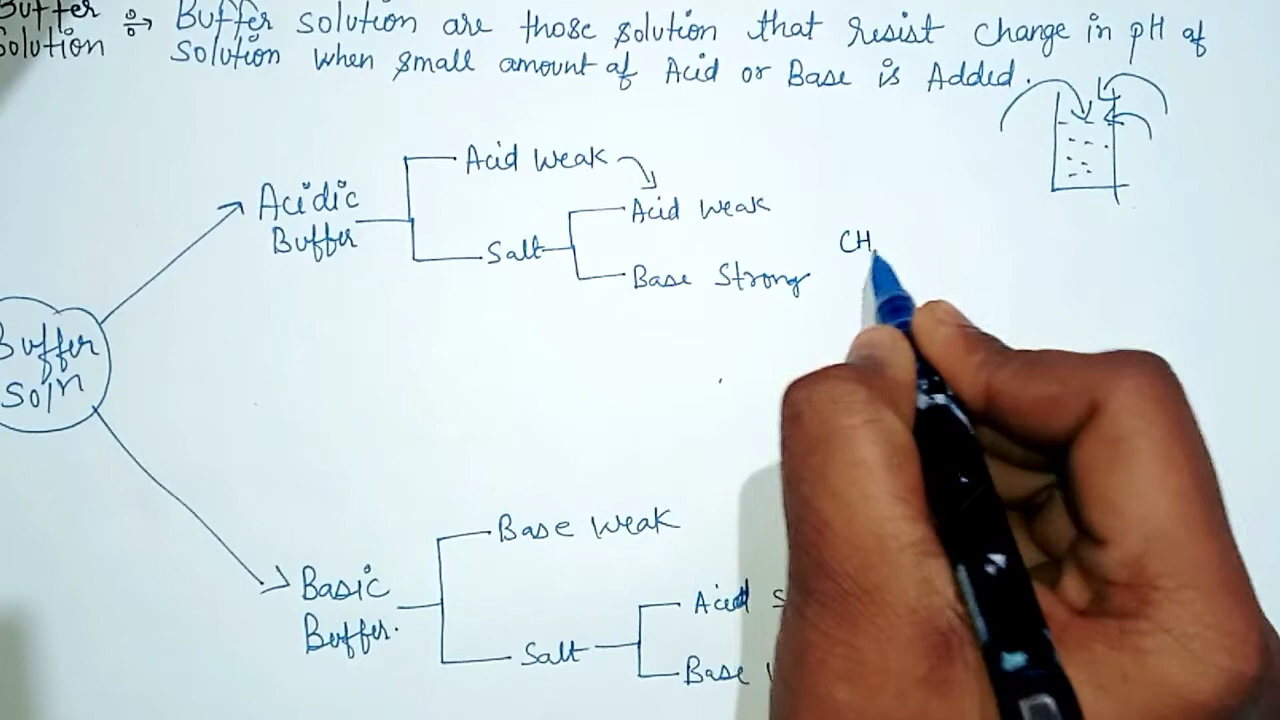 Buffer Solution ÷→ Buffer solution are those solution that resist change in pH of
solution when small amount of Acid or Base is Added.
Acidic Buffer
Acid Weak
Salt
Acid Weak
Base Strong
CH
Buffer
Soln
Basic
Buffer.
Base Weak
Salt
Acid S
Base